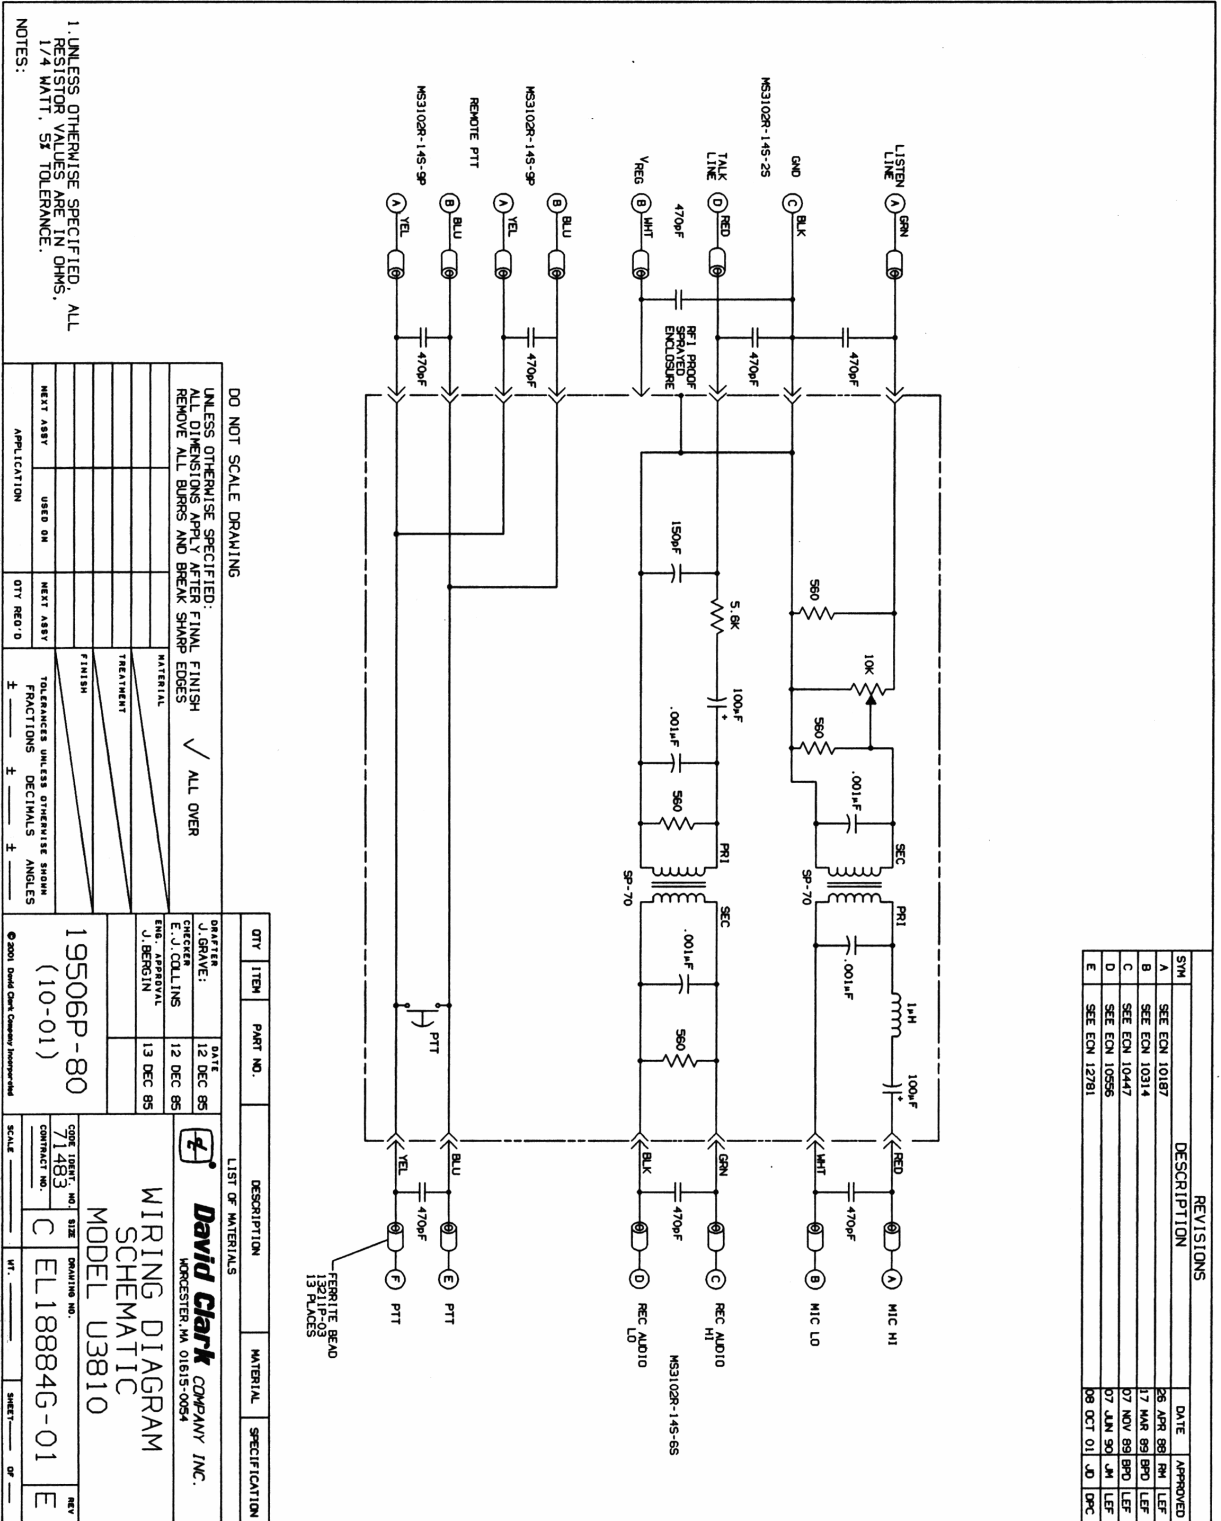 REVISIONS
SYM DESCRIPTION DATE APPROVED
A SEE ECN 10187 26 APR 88 RM LEF
B SEE ECN 10314 17 MAR 89 BPD LEF
C SEE ECN 10447 07 NOV 89 BPD LEF
D SEE ECN 10556 07 JUN 90 JM LEF
E SEE ECN 12781 08 OCT 01 JD DPC
LISTEN
LINE
A GRN
470pF
10K
560
560
SEC
.001µF
SP-70
PRI
.001µF
1µH
100µF
+
RED
470pF
A MIC HI
GND
C BLK
MS3102R-14S-2S
470pF
WHT
B MIC LO
TALK
LINE
D RED
470pF
RFI PROOF
SPRAYED
ENCLOSURE
150pF
5.6K
100µF
+
.001µF
560
PRI
SP-70
SEC
.001µF
560
GRN
470pF
C REC AUDIO
HI
VREG
B WHT
BLK
D REC AUDIO
LO
MS3102R-14S-6S
MS3102R-14S-9P
B BLU
A YEL
470pF
REMOTE PTT
MS3102R-14S-9P
B BLU
A YEL
470pF
PTT
BLU
E PTT
470pF
YEL
F PTT
FERRITE BEAD
13211P-03
13 PLACES
DO NOT SCALE DRAWING
UNLESS OTHERWISE SPECIFIED:
ALL DIMENSIONS APPLY AFTER FINAL FINISH
REMOVE ALL BURRS AND BREAK SHARP EDGES
√ ALL OVER
MATERIAL
TREATMENT
FINISH
NEXT ASSY USED ON NEXT ASSY
APPLICATION QTY REQ'D
TOLERANCES UNLESS OTHERWISE SHOWN
FRACTIONS DECIMALS ANGLES
± ± ±
1. UNLESS OTHERWISE SPECIFIED, ALL
RESISTOR VALUES ARE IN OHMS,
1/4 WATT, 5% TOLERANCE.
NOTES:
QTY ITEM PART NO. DESCRIPTION MATERIAL SPECIFICATION
LIST OF MATERIALS
DRAFTER DATE
J. GRAVE: 12 DEC 85
CHECKER
E.J.COLLINS 12 DEC 85
ENG. APPROVAL
J.BERGIN 13 DEC 85
19506P-80
(10-01)
© 2001 David Clark Company Incorporated
David Clark COMPANY INC.
WORCESTER,MA 01615-0054
WIRING DIAGRAM
SCHEMATIC
MODEL U3810
CODE IDENT. NO. SIZE DRAWING NO. REV
71483 C EL18884G-01 E
CONTRACT NO.
SCALE WT. SHEET OF